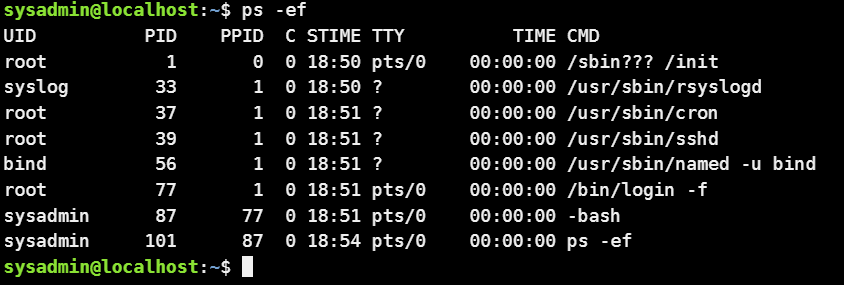 sysadmin@localhost:~$ ps -ef
UID        PID  PPID  C STIME TTY          TIME CMD
root         1     0  0 18:50 pts/0    00:00:00 /sbin??? /init
syslog      33     1  0 18:50 ?        00:00:00 /usr/sbin/rsyslogd
root        37     1  0 18:51 ?        00:00:00 /usr/sbin/cron
root        39     1  0 18:51 ?        00:00:00 /usr/sbin/sshd
bind        56     1  0 18:51 ?        00:00:00 /usr/sbin/named -u bind
root        77     1  0 18:51 pts/0    00:00:00 /bin/login -f
sysadmin    87    77  0 18:51 pts/0    00:00:00 -bash
sysadmin   101    87  0 18:54 pts/0    00:00:00 ps -ef
sysadmin@localhost:~$